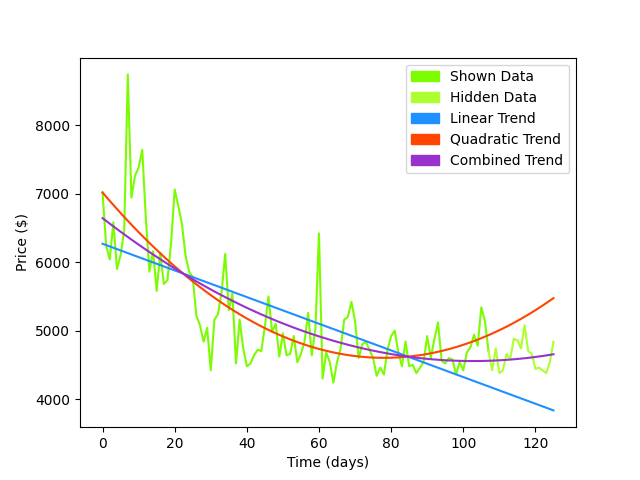 Shown Data
Hidden Data
Linear Trend
Quadratic Trend
Combined Trend
8000
7000
6000
5000
4000
Price ($)
0 20 40 60 80 100 120
Time (days)